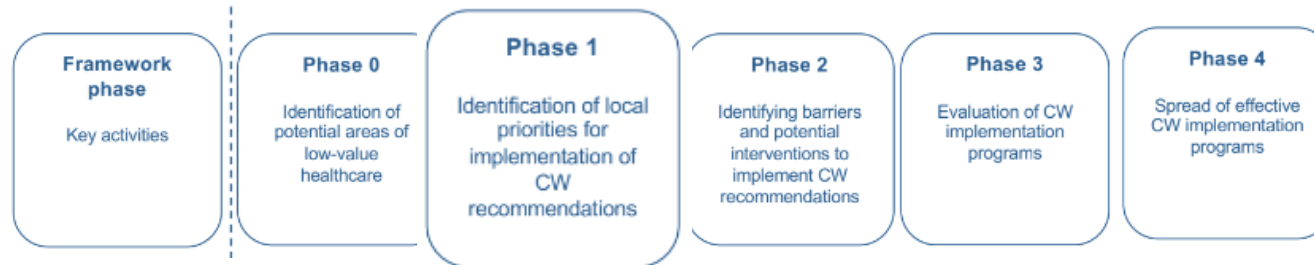 Framework
phase
Key activities
Phase 0
Identification of
potential areas of
low-value
healthcare
Phase 1
Identification of local
priorities for
implementation of
CW
recommendations
Phase 2
Identifying barriers
and potential
interventions to
implement CW
recommendations
Phase 3
Evaluation of CW
implementation
programs
Phase 4
Spread of effective
CW implementation
programs